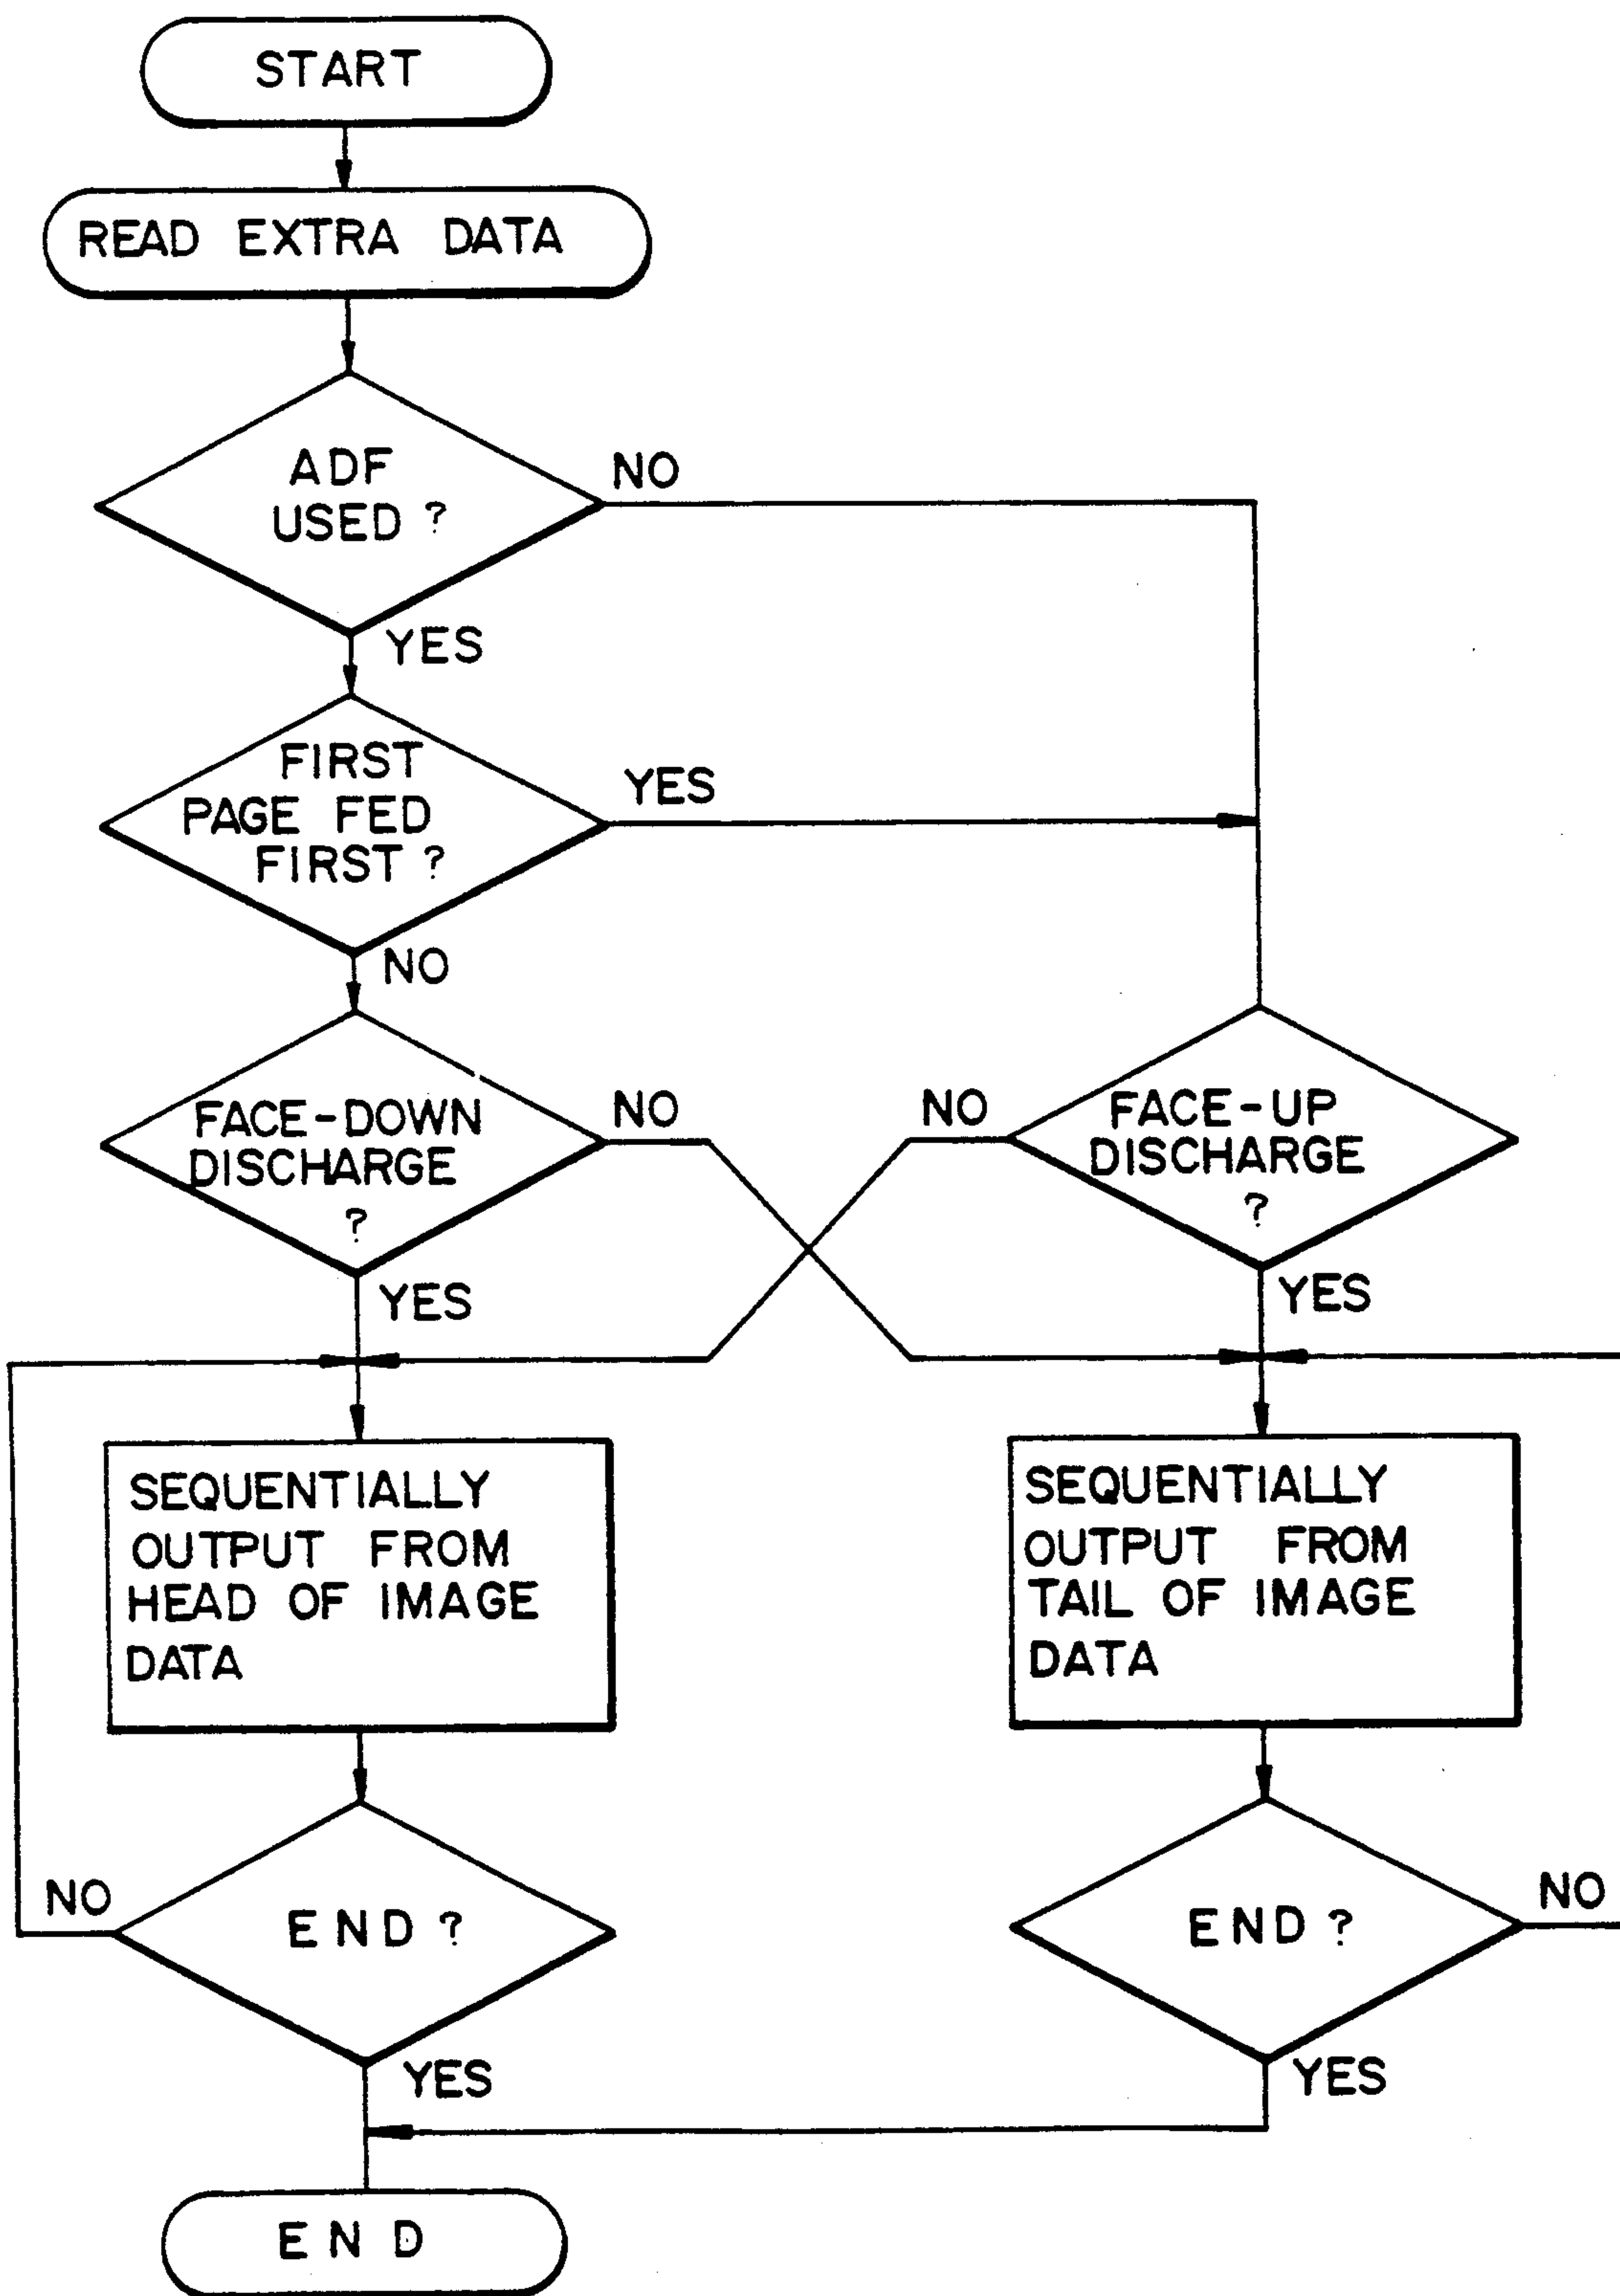 START
READ EXTRA DATA
ADF
USED ?
NO
YES
FIRST
PAGE FED
FIRST ?
YES
NO
FACE-DOWN
DISCHARGE
?
NO
YES
NO
FACE-UP
DISCHARGE
?
YES
SEQUENTIALLY
OUTPUT FROM
HEAD OF IMAGE
DATA
SEQUENTIALLY
OUTPUT FROM
TAIL OF IMAGE
DATA
NO
END ?
YES
END ?
NO
YES
END